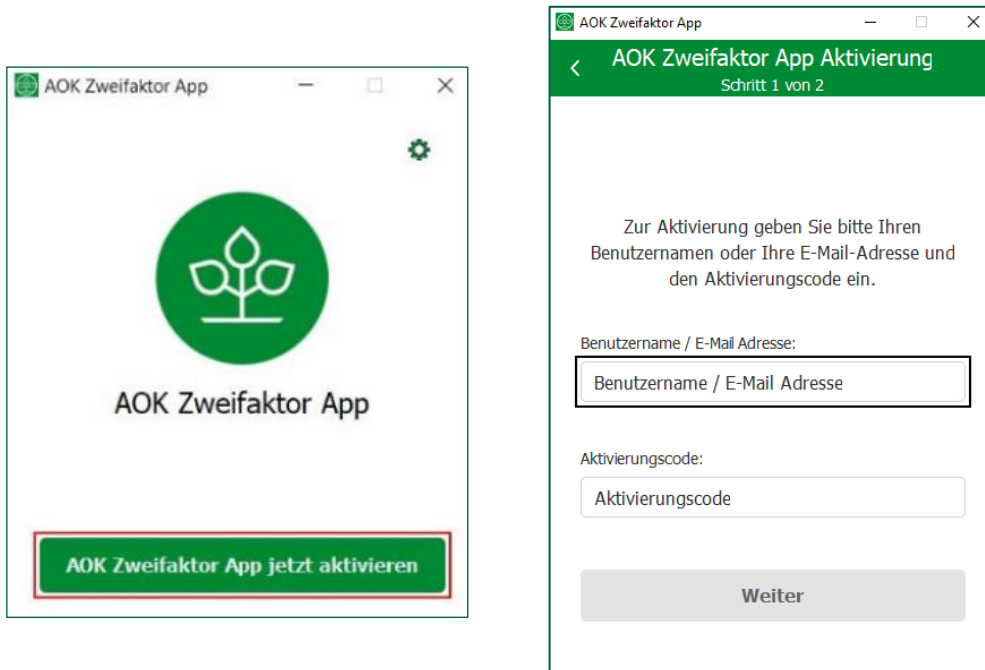 AOK Zweifaktor App
AOK Zweifaktor App
AOK Zweifaktor App jetzt aktivieren
AOK Zweifaktor App
AOK Zweifaktor App Aktivierung
Schritt 1 von 2
Zur Aktivierung geben Sie bitte Ihren
Benutzernamen oder Ihre E-Mail-Adresse und
den Aktivierungscode ein.
Benutzername / E-Mail Adresse:
Benutzername / E-Mail Adresse
Aktivierungscode:
Aktivierungscode
Weiter